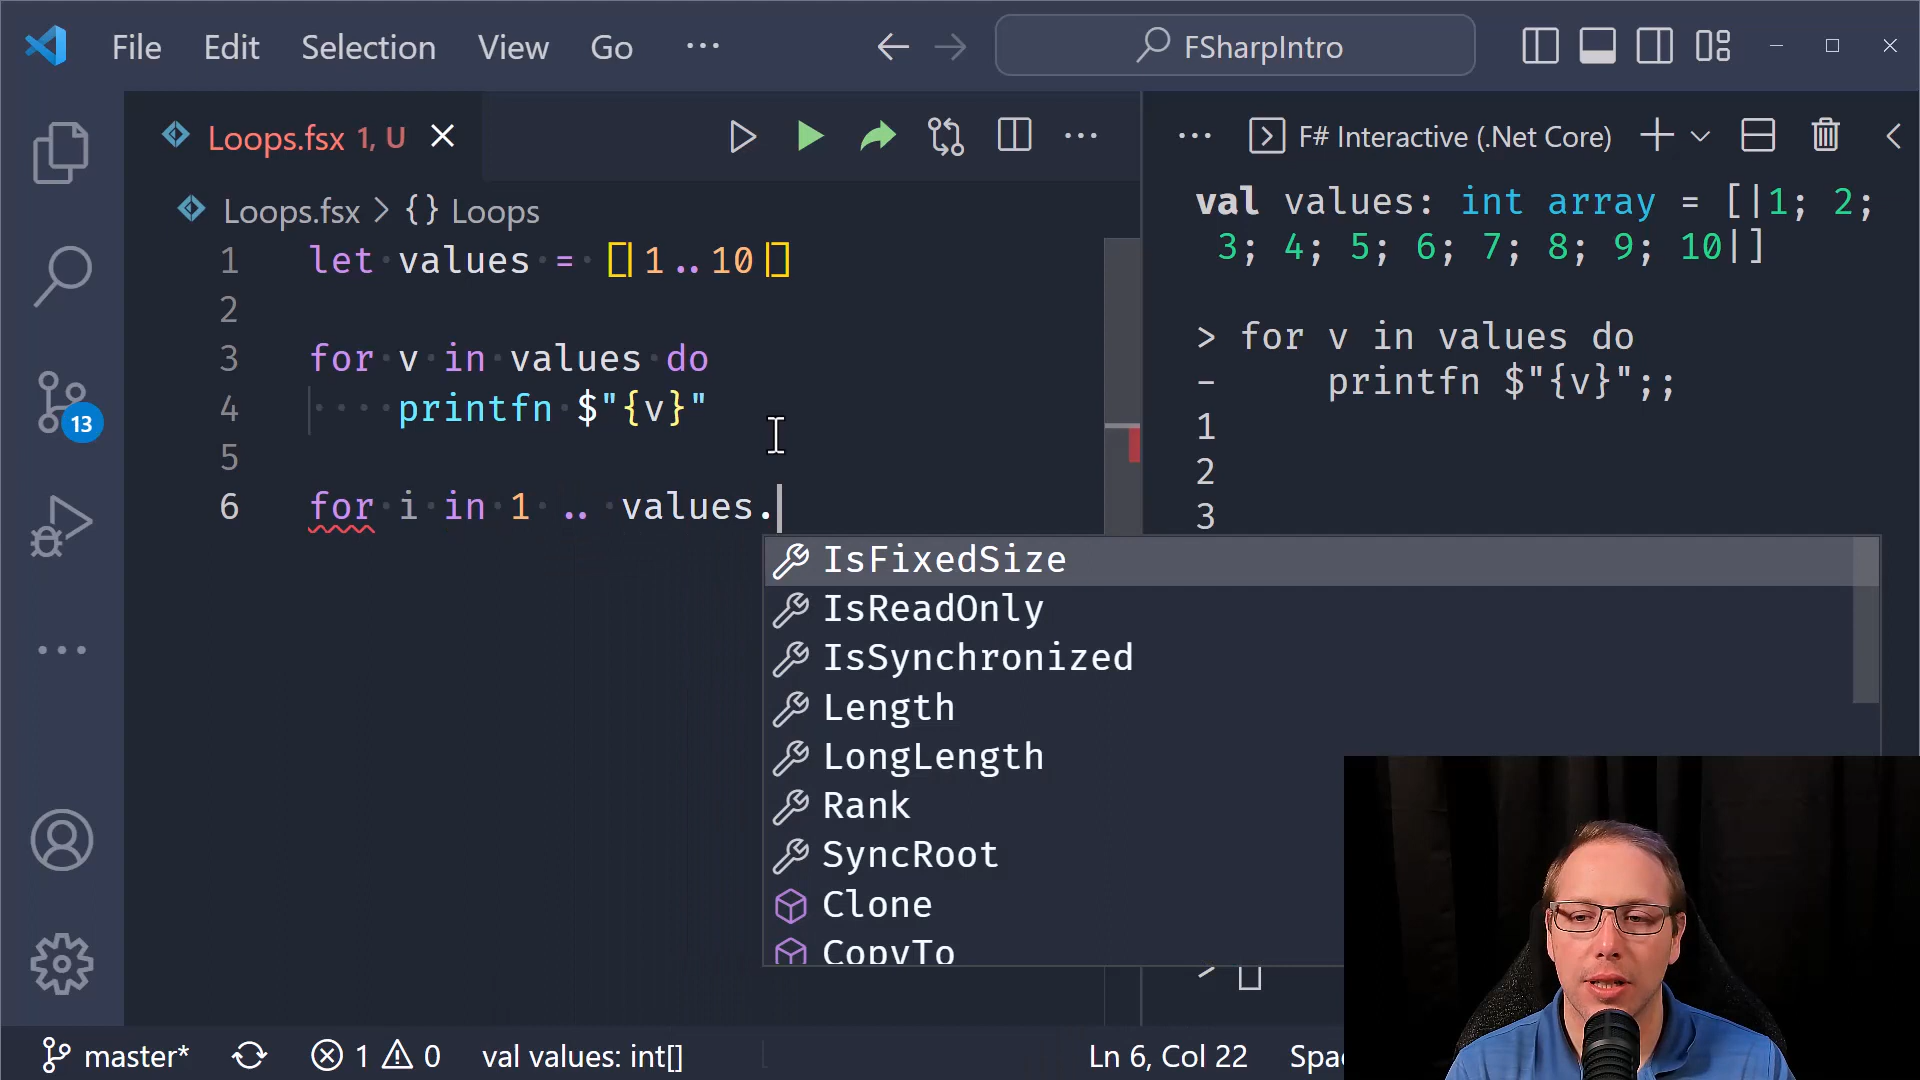 File Edit Selection View Go ... FSharpIntro
Loops.fsx 1, U
Loops.fsx > {} Loops
1 let values = [|1..10|]
2
3 for v in values do
4 printfn $"{v}"
5
6 for i in 1 .. values.
IsFixedSize
IsReadOnly
IsSynchronized
Length
LongLength
Rank
SyncRoot
Clone
CopyTo
F# Interactive (.Net Core)
val values: int array = [|1; 2;
3; 4; 5; 6; 7; 8; 9; 10|]
> for v in values do
- printfn $"{v}";;
1
2
3
>
13
master* 1 0 val values: int[] Ln 6, Col 22